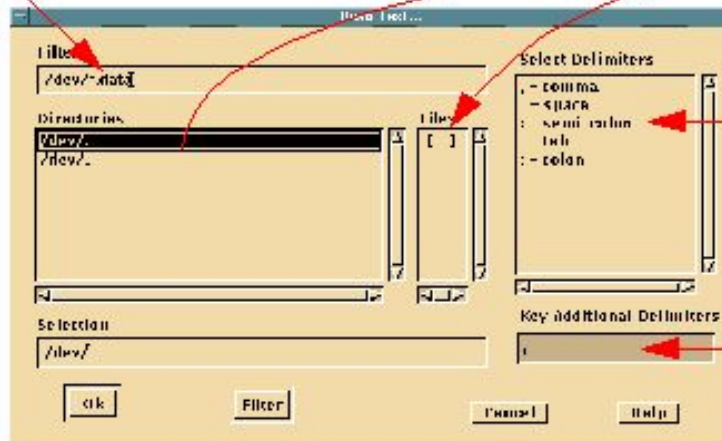 Filter
/dev/*.data
Select Delimiters
, - comma
- space
; - semi-colon
- tab
: - colon
Directories
Files
/dev/.
[ ]
/dev/..
Selection
Key Additional Delimiters
/dev/
Ok
Filter
Cancel
Help